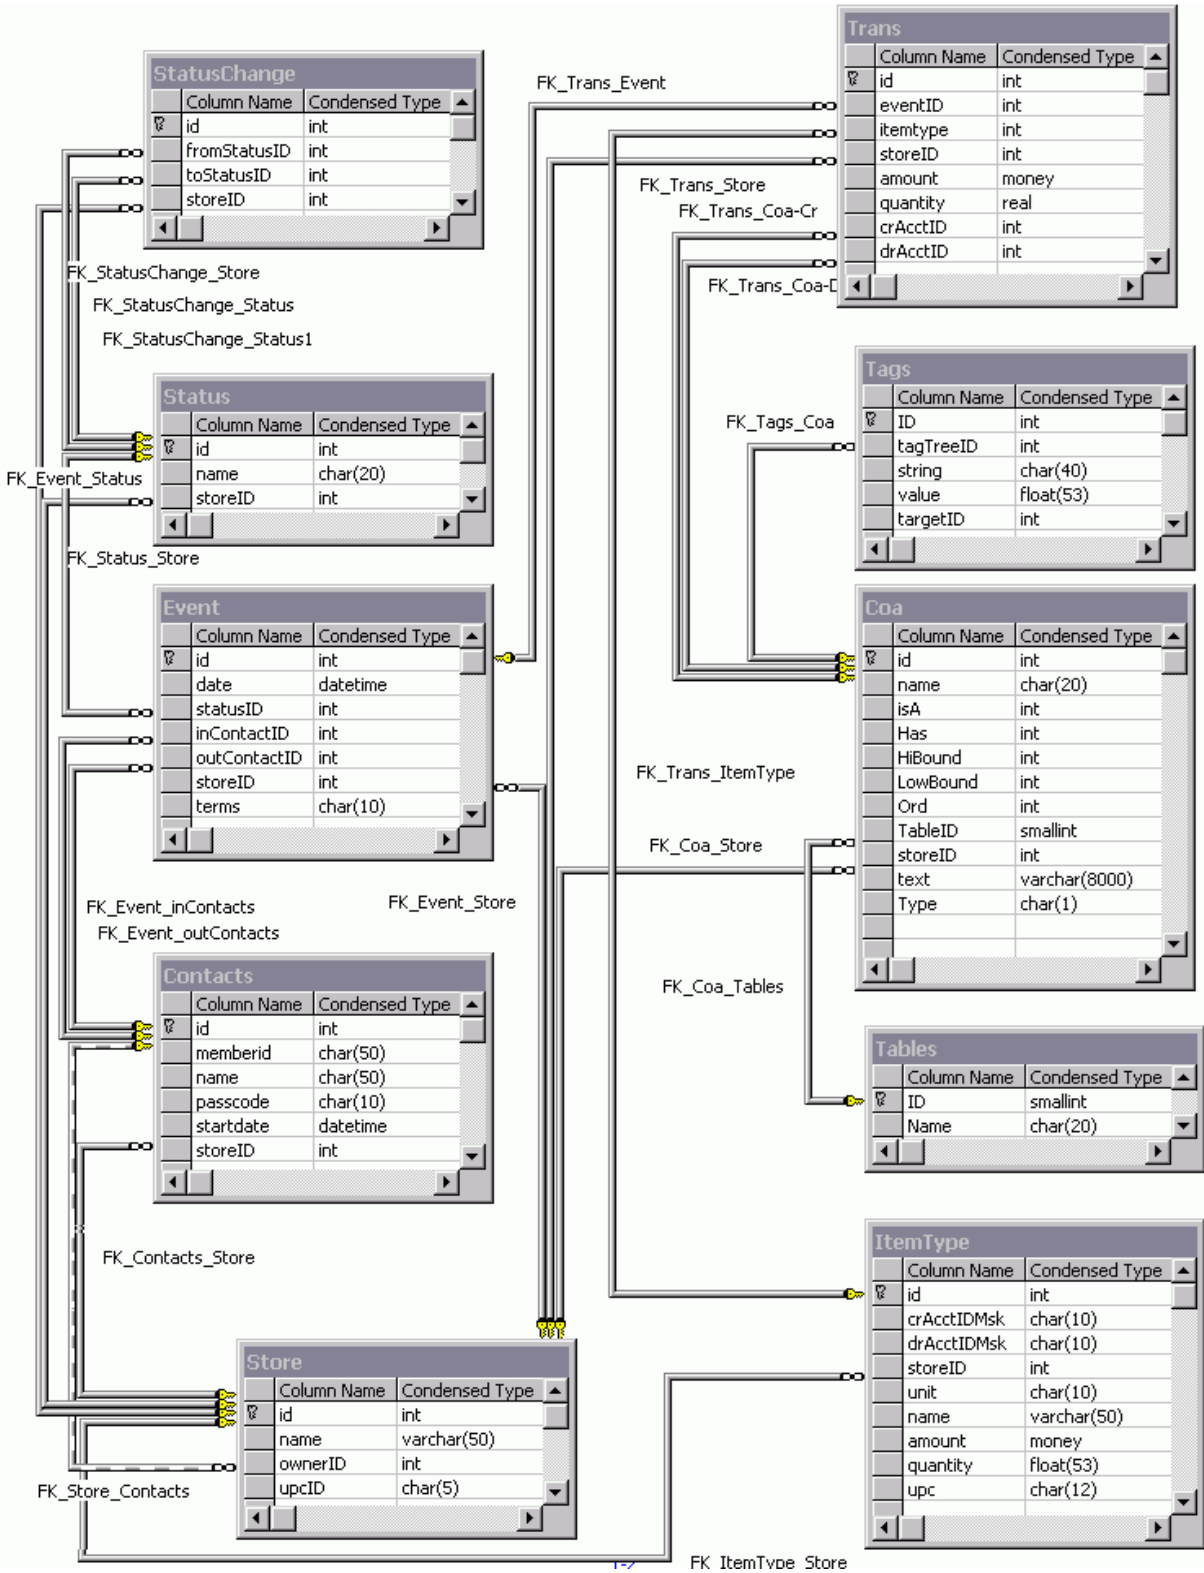 Trans
Column Name Condensed Type
id int
eventID int
itemtype int
storeID int
amount money
quantity real
crAcctID int
drAcctID int
StatusChange
Column Name Condensed Type
id int
fromStatusID int
toStatusID int
storeID int
FK_Trans_Event
FK_Trans_Store
FK_Trans_Coa-Cr
FK_Trans_Coa-D
FK_StatusChange_Store
FK_StatusChange_Status
FK_StatusChange_Status1
Status
Column Name Condensed Type
id int
name char(20)
storeID int
FK_Event_Status
FK_Status_Store
Tags
Column Name Condensed Type
ID int
tagTreeID int
string char(40)
value float(53)
targetID int
FK_Tags_Coa
Event
Column Name Condensed Type
id int
date datetime
statusID int
inContactID int
outContactID int
storeID int
terms char(10)
Coa
Column Name Condensed Type
id int
name char(20)
isA int
Has int
HiBound int
LowBound int
Ord int
TableID smallint
storeID int
text varchar(8000)
Type char(1)
FK_Trans_ItemType
FK_Coa_Store
FK_Event_Store
FK_Event_inContacts
FK_Event_outContacts
FK_Coa_Tables
Contacts
Column Name Condensed Type
id int
memberid char(50)
name char(50)
passcode char(10)
startdate datetime
storeID int
Tables
Column Name Condensed Type
ID smallint
Name char(20)
FK_Contacts_Store
ItemType
Column Name Condensed Type
id int
crAcctIDMsk char(10)
drAcctIDMsk char(10)
storeID int
unit char(10)
name varchar(50)
amount money
quantity float(53)
upc char(12)
Store
Column Name Condensed Type
id int
name varchar(50)
ownerID int
upcID char(5)
FK_Store_Contacts
FK_ItemType_Store